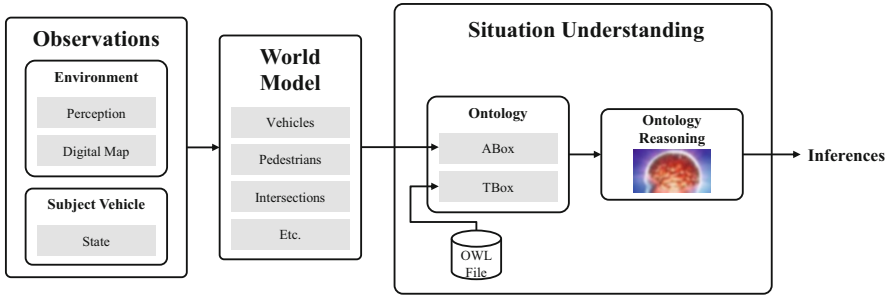 Observations
Environment
Perception
Digital Map
Subject Vehicle
State
World
Model
Vehicles
Pedestrians
Intersections
Etc.
Situation Understanding
Ontology
ABox
TBox
OWL
File
Ontology
Reasoning
Inferences